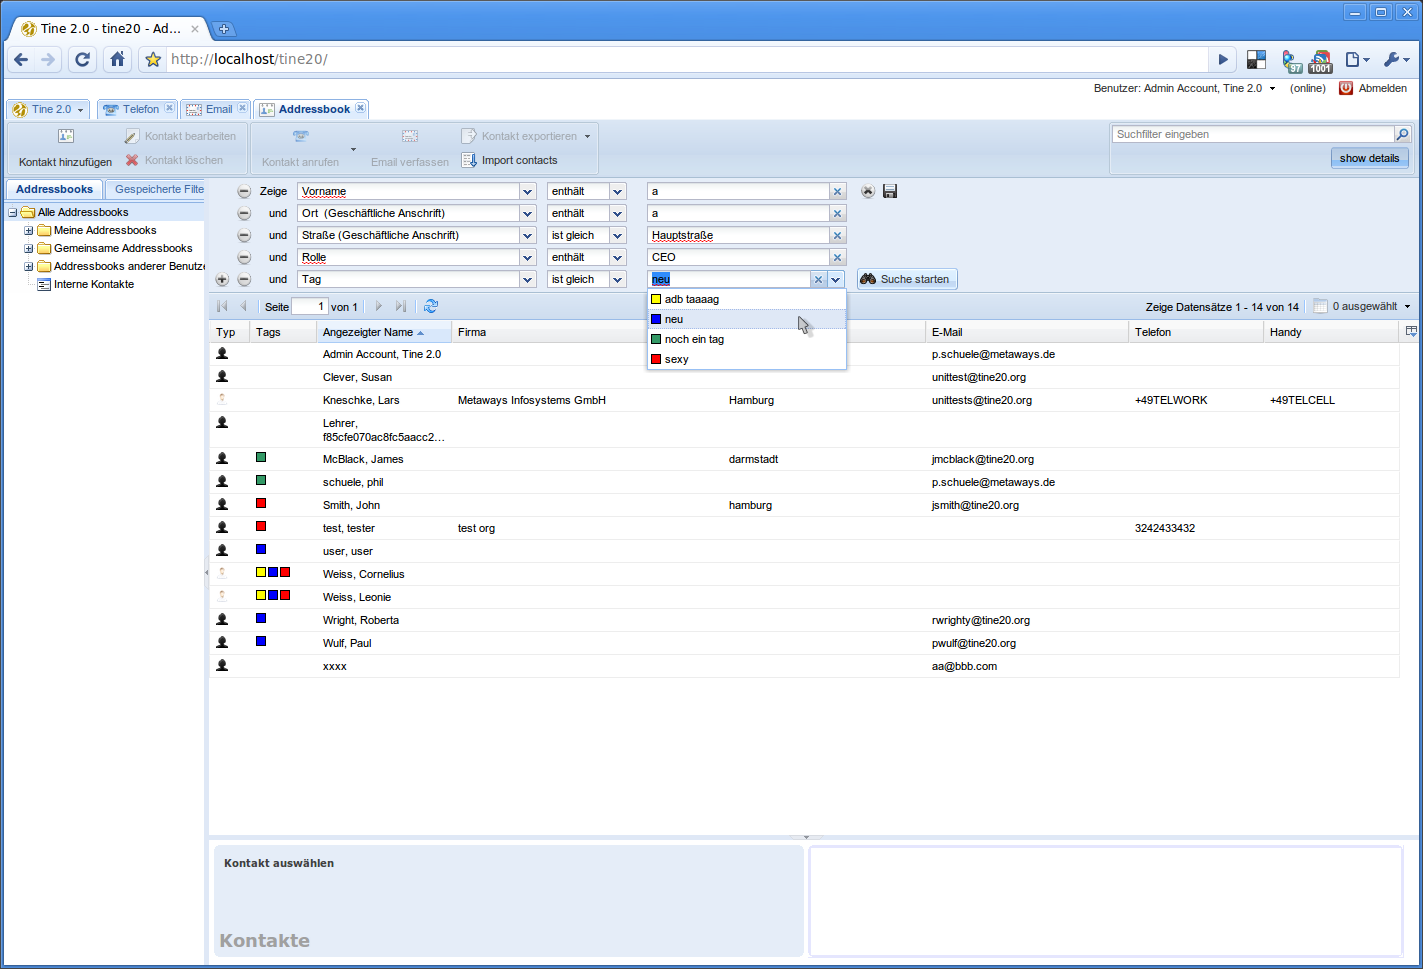 Tine 2.0 - tine20 - Ad...
http://localhost/tine20/
97
1001
Benutzer: Admin Account, Tine 2.0 (online) Abmelden
Tine 2.0 Telefon Email Addressbook
Kontakt hinzufügen
Kontakt bearbeiten
Kontakt löschen
Kontakt anrufen
Email verfassen
Kontakt exportieren
Import contacts
Suchfilter eingeben
show details
Addressbooks Gespeicherte Filte
Alle Addressbooks
Meine Addressbooks
Gemeinsame Addressbooks
Addressbooks anderer Benutze
Interne Kontakte
Zeige Vorname enthält a
und Ort (Geschäftliche Anschrift) enthält a
und Straße (Geschäftliche Anschrift) ist gleich Hauptstraße
und Rolle enthält CEO
und Tag ist gleich neu Suche starten
adb taaaag
neu
noch ein tag
sexy
Seite 1 von 1 Zeige Datensätze 1 - 14 von 14 0 ausgewählt
Typ Tags Angezeigter Name Firma E-Mail Telefon Handy
Admin Account, Tine 2.0 p.schuele@metaways.de
Clever, Susan unittest@tine20.org
Kneschke, Lars Metaways Infosystems GmbH Hamburg unittests@tine20.org +49TELWORK +49TELCELL
Lehrer,
f85cfe070ac8fc5aacc2...
McBlack, James darmstadt jmcblack@tine20.org
schuele, phil p.schuele@metaways.de
Smith, John hamburg jsmith@tine20.org
test, tester test org 3242433432
user, user
Weiss, Cornelius
Weiss, Leonie
Wright, Roberta rwrighty@tine20.org
Wulf, Paul pwulf@tine20.org
xxxx aa@bbb.com
Kontakt auswählen
Kontakte